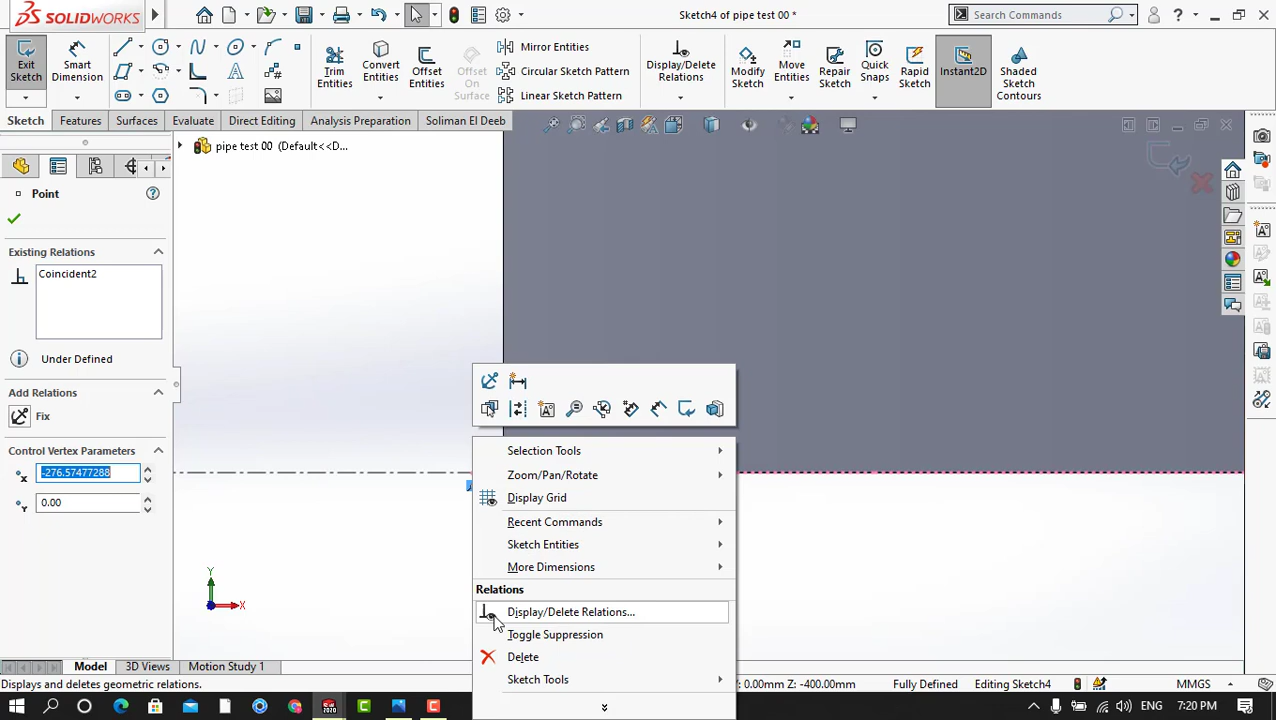 SOLIDWORKS
Sketch4 of pipe test 00 *
Search Commands
Exit Sketch
Smart Dimension
Trim Entities
Convert Entities
Offset Entities
Offset On Surface
Mirror Entities
Circular Sketch Pattern
Linear Sketch Pattern
Display/Delete Relations
Modify Sketch
Move Entities
Repair Sketch
Quick Snaps
Rapid Sketch
Instant2D
Shaded Sketch Contours
Sketch
Features
Surfaces
Evaluate
Direct Editing
Analysis Preparation
Soliman El Deeb
pipe test 00 (Default<<D...
Point
Existing Relations
Coincident2
Under Defined
Add Relations
Fix
Control Vertex Parameters
-276.57477288
0.00
Selection Tools
Zoom/Pan/Rotate
Display Grid
Recent Commands
Sketch Entities
More Dimensions
Relations
Display/Delete Relations...
Toggle Suppression
Delete
Sketch Tools
Y
X
Model
3D Views
Motion Study 1
Displays and deletes geometric relations.
: 0.00mm Z: -400.00mm
Fully Defined
Editing Sketch4
MMGS
ENG
7:20 PM